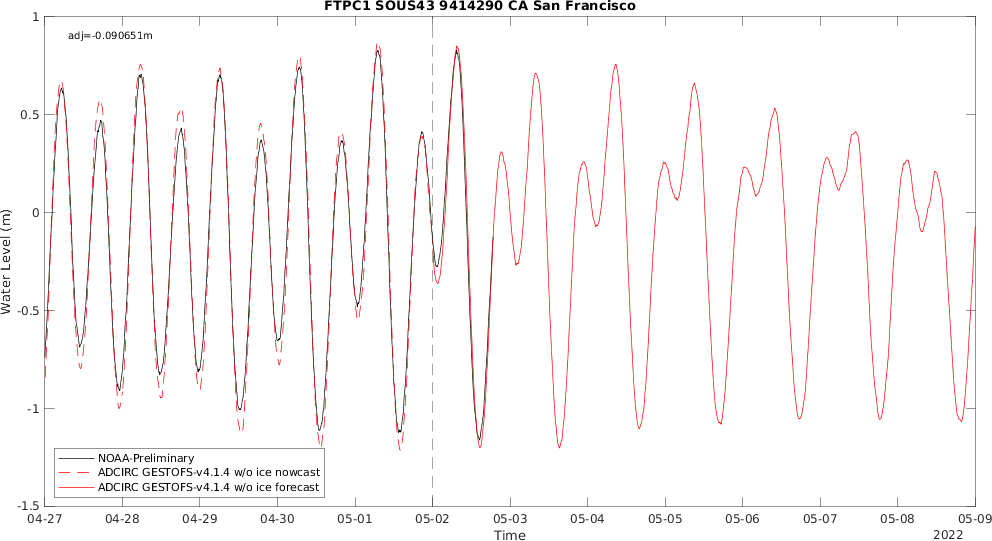 FTPC1 SOUS43 9414290 CA San Francisco
adj=-0.090651m
1
0.5
0
-0.5
-1
-1.5
Water Level (m)
NOAA-Preliminary
ADCIRC GESTOFS-v4.1.4 w/o ice nowcast
ADCIRC GESTOFS-v4.1.4 w/o ice forecast
04-27 04-28 04-29 04-30 05-01 05-02 05-03 05-04 05-05 05-06 05-07 05-08 05-09
Time
2022